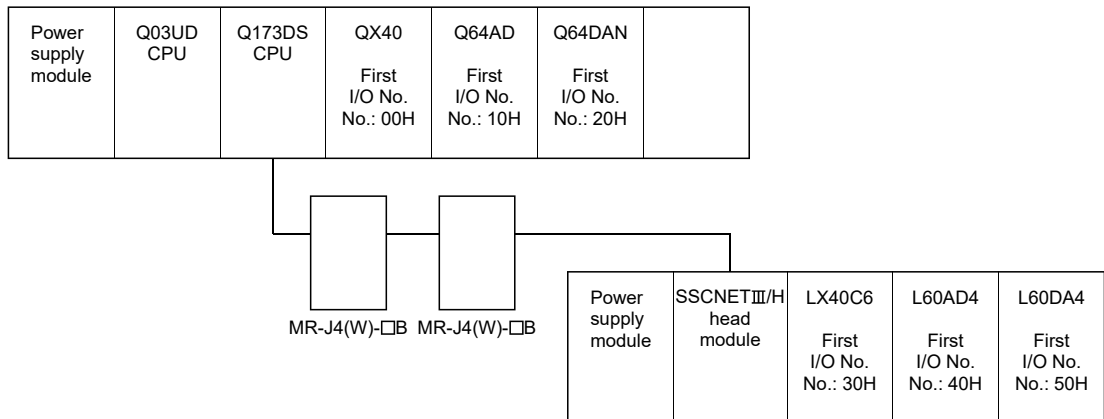 Power
supply
module
Q03UD
CPU
Q173DS
CPU
QX40
First
I/O No.
No.: 00H
Q64AD
First
I/O No.
No.: 10H
Q64DAN
First
I/O No.
No.: 20H
MR-J4(W)-□B
MR-J4(W)-□B
Power
supply
module
SSCNETⅢ/H
head
module
LX40C6
First
I/O No.
No.: 30H
L60AD4
First
I/O No.
No.: 40H
L60DA4
First
I/O No.
No.: 50H